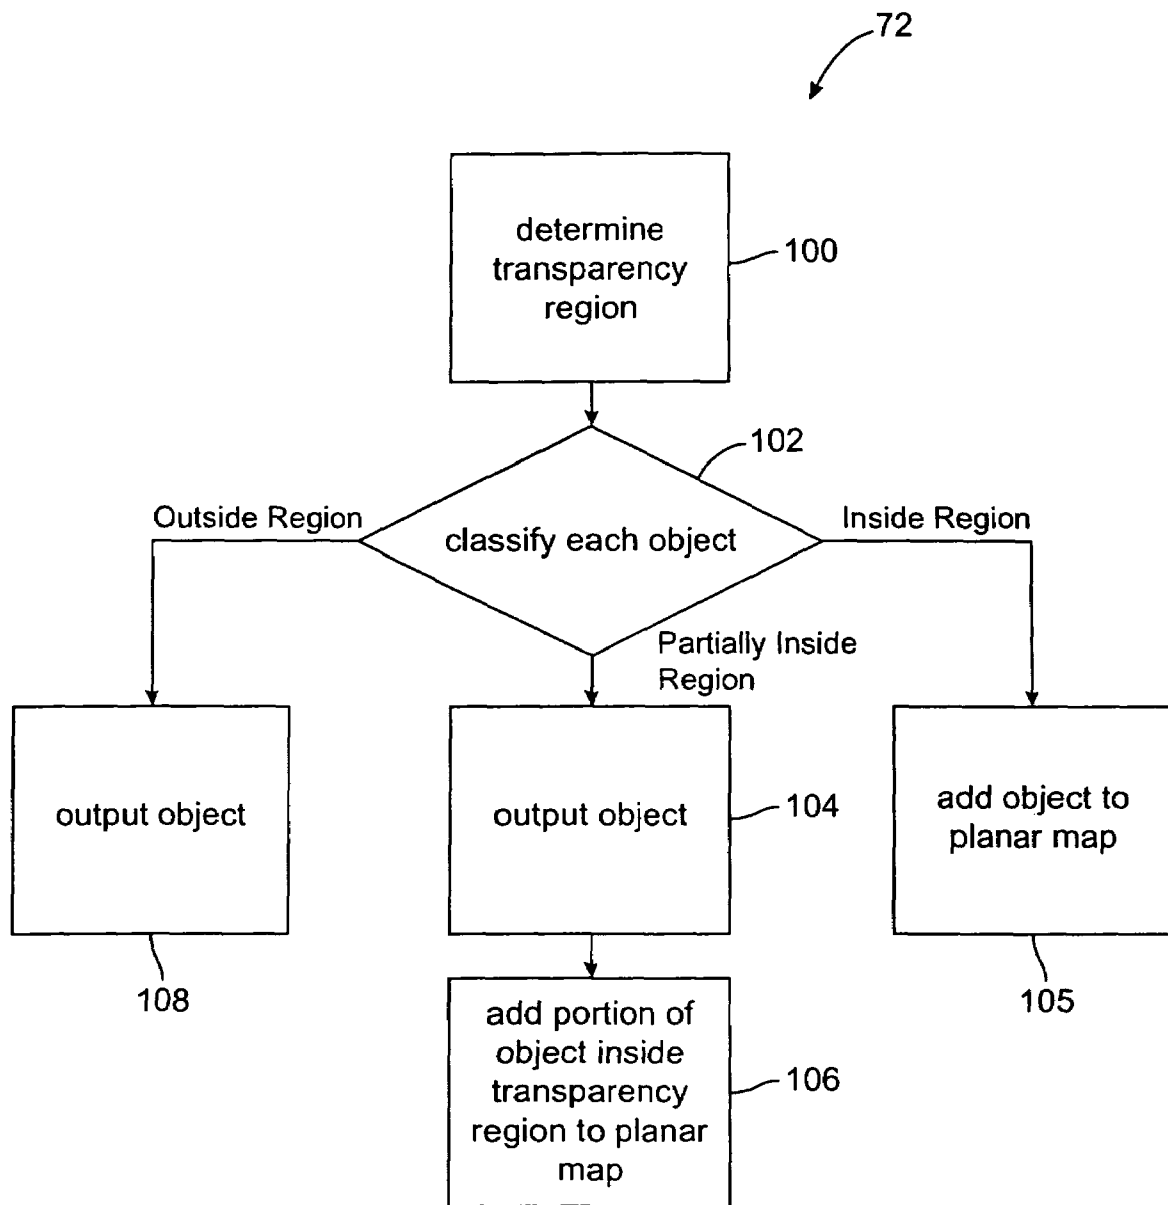 72
determine
transparency
region
100
102
Outside Region
classify each object
Inside Region
Partially Inside
Region
output object
output object
104
add object to
planar map
108
105
add portion of
object inside
transparency
region to planar
map
106